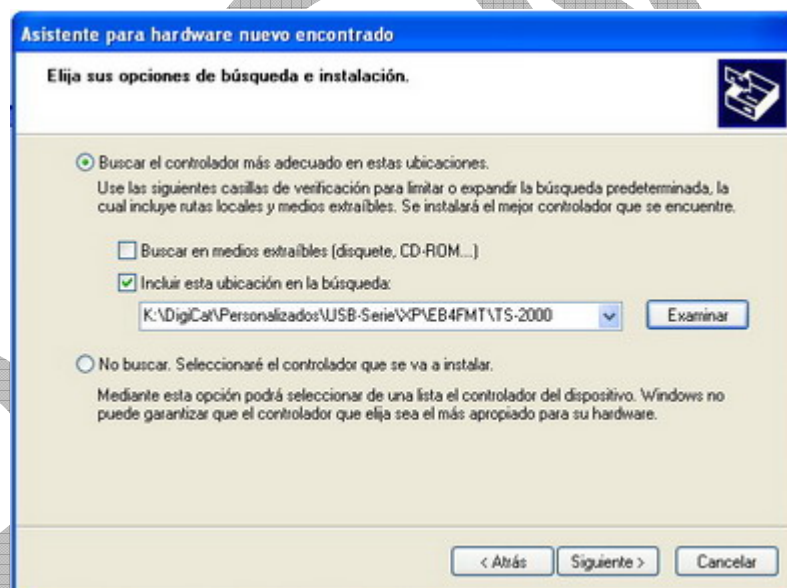 Asistente para hardware nuevo encontrado
Elija sus opciones de búsqueda e instalación.
Buscar el controlador más adecuado en estas ubicaciones.
Use las siguientes casillas de verificación para limitar o expandir la búsqueda predeterminada, la
cual incluye rutas locales y medios extraíbles. Se instalará el mejor controlador que se encuentre.
Buscar en medios extraíbles (disquete, CD-ROM...)
Incluir esta ubicación en la búsqueda:
K:\DigiCat\Personalizados\USB-Serie\XP\EB4FMT\TS-2000
Examinar
No buscar. Seleccionaré el controlador que se va a instalar.
Mediante esta opción podrá seleccionar de una lista el controlador del dispositivo. Windows no
puede garantizar que el controlador que elija sea el más apropiado para su hardware.
< Atrás
Siguiente >
Cancelar